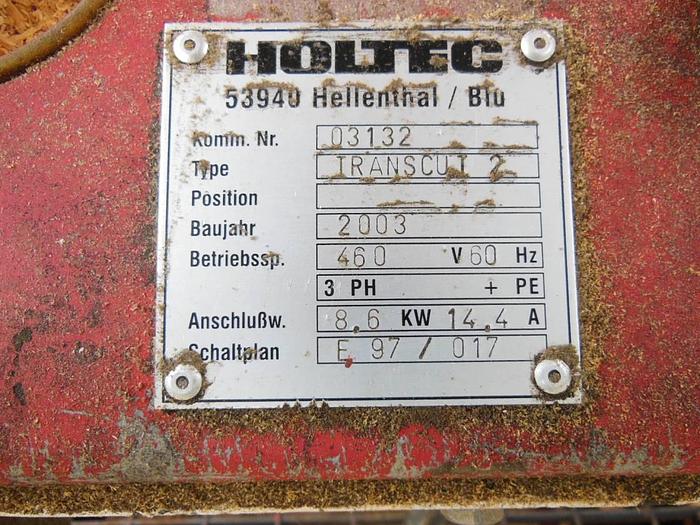 HOLTEC
53940 Hellenthal / Blu
Komm. Nr. 03132
Type TRANSCUT 2
Position
Baujahr 2003
Betriebssp. 460 V 60 Hz
3 PH + PE
Anschlußw. 8,6 KW 14,4 A
Schaltplan E 97 / 017